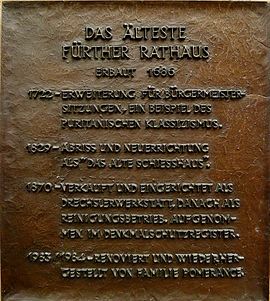 DAS ÄLTESTE
FÜRTHER RATHAUS
ERBAUT 1686
1722-ERWEITERUNG FÜR BÜRGERMEISTER-
SITZUNGEN, EIN BEISPIEL DES
PURITANISCHEN KLASSIZISMUS.
1829-ABRISS UND NEUERRICHTUNG
ALS "DAS ALTE SCHIESSHAUS".
1870-VERKAUFT UND EINGERICHTET ALS
DRECHSLERWERKSTATT, DANACH ALS
REINIGUNGSBETRIEB. AUFGENOM-
MEN IM DENKMALSCHUTZREGISTER.
1983/1984-RENOVIERT UND WIEDERHER-
GESTELLT VON FAMILIE POMERANCE